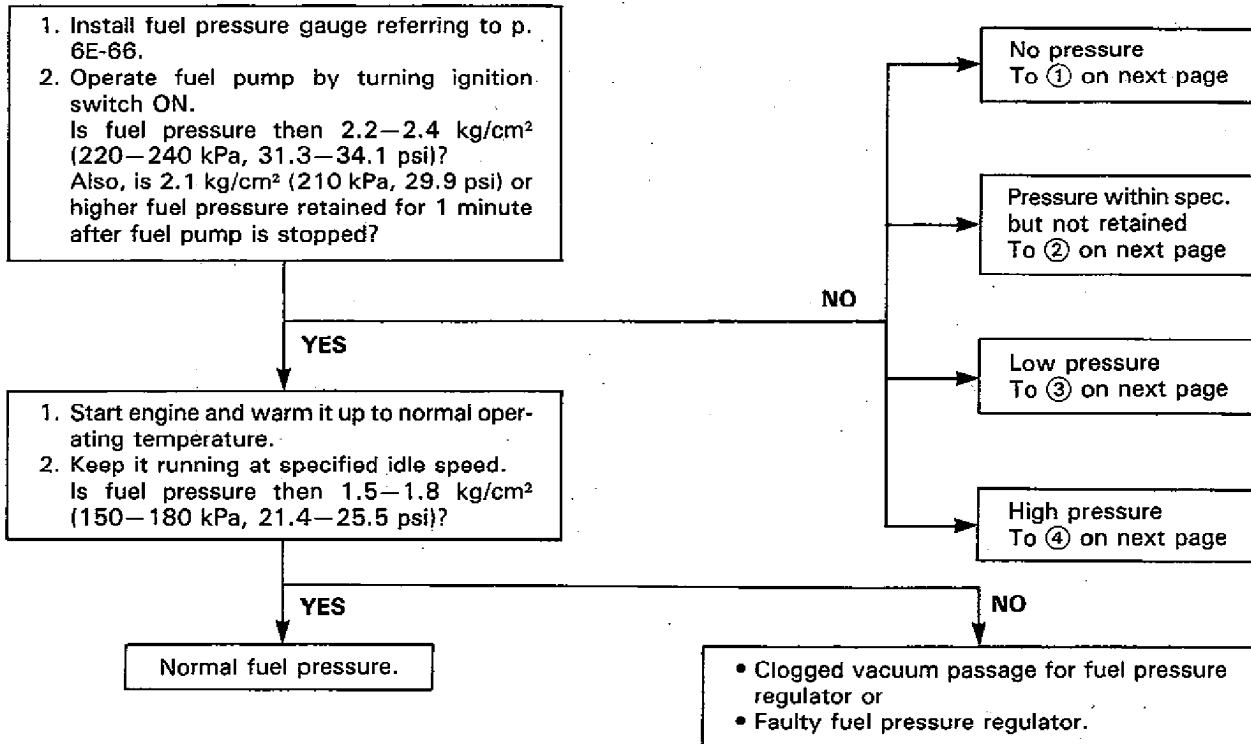 1. Install fuel pressure gauge referring to p.
6E-66.
2. Operate fuel pump by turning ignition
switch ON.
Is fuel pressure then 2.2–2.4 kg/cm²
(220–240 kPa, 31.3–34.1 psi)?
Also, is 2.1 kg/cm² (210 kPa, 29.9 psi) or
higher fuel pressure retained for 1 minute
after fuel pump is stopped?
No pressure
To ① on next page
Pressure within spec.
but not retained
To ② on next page
NO
YES
Low pressure
To ③ on next page
1. Start engine and warm it up to normal oper-
ating temperature.
2. Keep it running at specified idle speed.
Is fuel pressure then 1.5–1.8 kg/cm²
(150–180 kPa, 21.4–25.5 psi)?
High pressure
To ④ on next page
YES
NO
Normal fuel pressure.
• Clogged vacuum passage for fuel pressure
regulator or
• Faulty fuel pressure regulator.